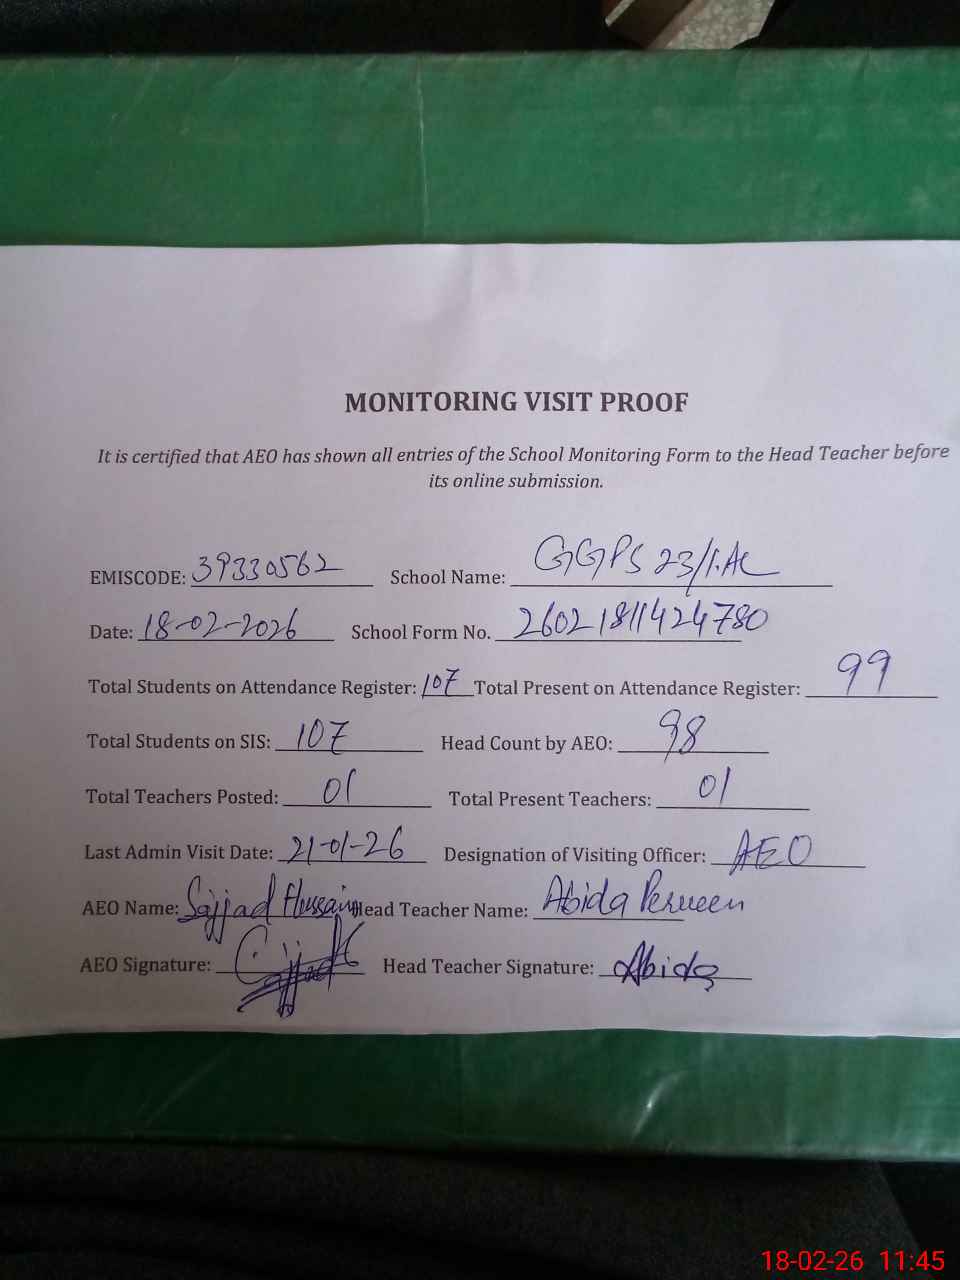 MONITORING VISIT PROOF
It is certified that AEO has shown all entries of the School Monitoring Form to the Head Teacher before
its online submission.
EMISCODE: 39330562 School Name: GGPS 23/1.AL
Date: 18-02-2026 School Form No. 26021811424780
Total Students on Attendance Register: 107 Total Present on Attendance Register: 99
Total Students on SIS: 107 Head Count by AEO: 98
Total Teachers Posted: 01 Total Present Teachers: 01
Last Admin Visit Date: 21-01-26 Designation of Visiting Officer: AEO
AEO Name: Sajjad Hussain Head Teacher Name: Abida Perveen
AEO Signature: Head Teacher Signature: Abida
18-02-26 11:45